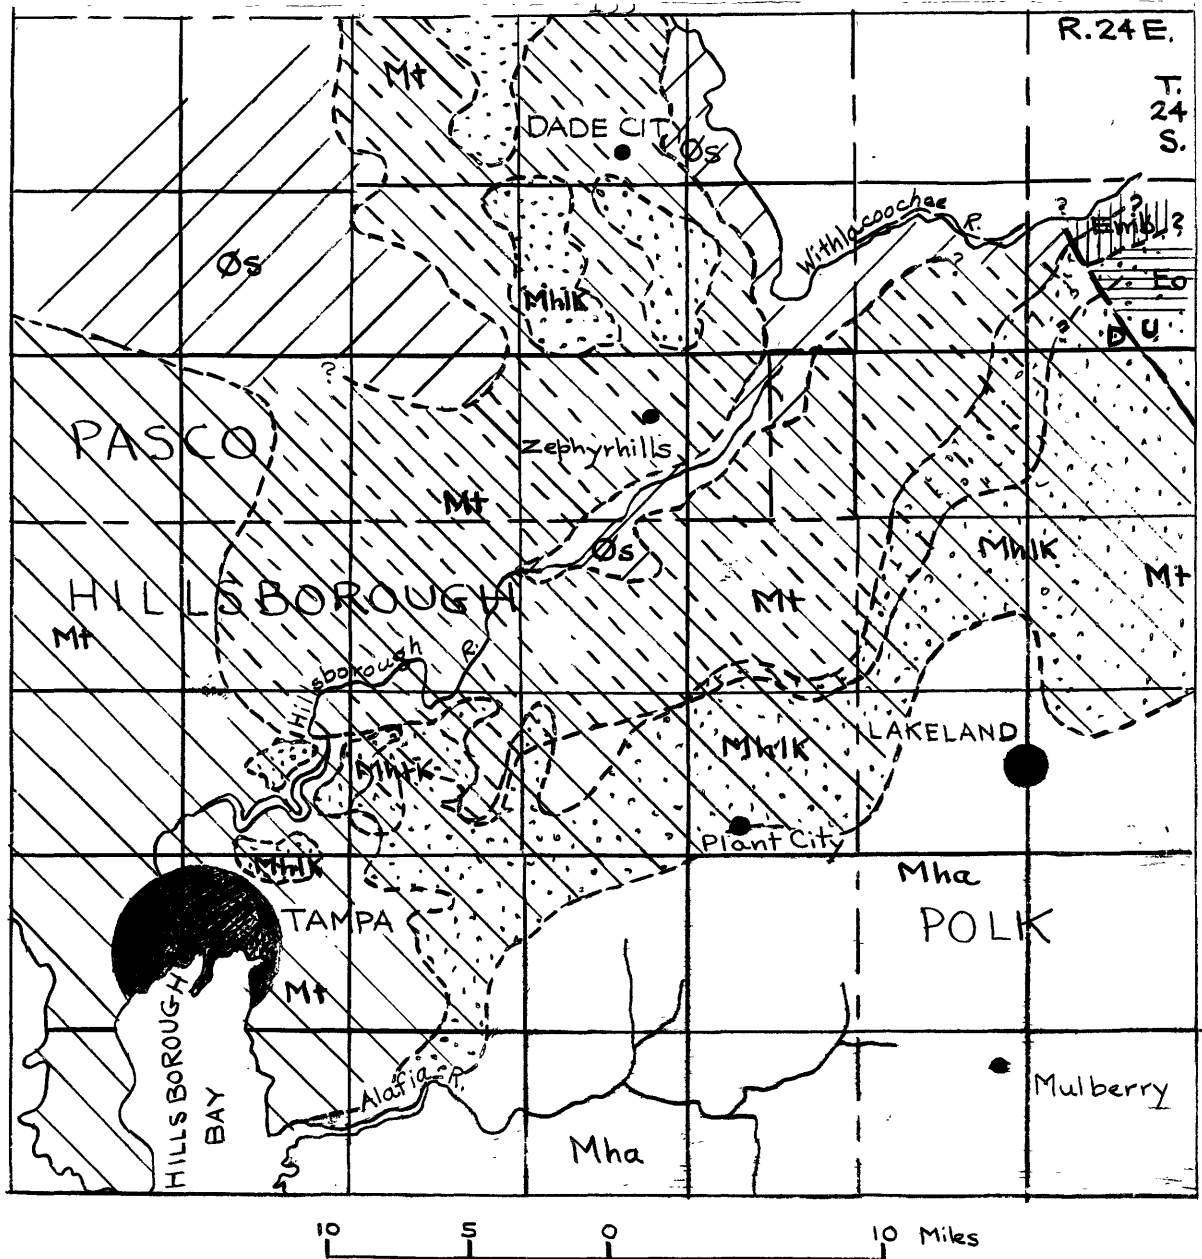 R.24E.
T.
24
S.
Mt
DADE CITY
Øs
Withlacoochee R.
?
?
Emb.
?
Øs
MhlK
?
Eo
D
U
?
PASCO
Zephyrhills
Mt
Øs
MhlK
Mt
HILLSBOROUGH
Mt
Mt
Hillsborough R.
LAKELAND
MhlK
MhlK
Plant City
MhlK
Mha
TAMPA
POLK
Mt
HILLSBOROUGH
BAY
Alafia R.
Mulberry
Mha
10 5 0 10 Miles